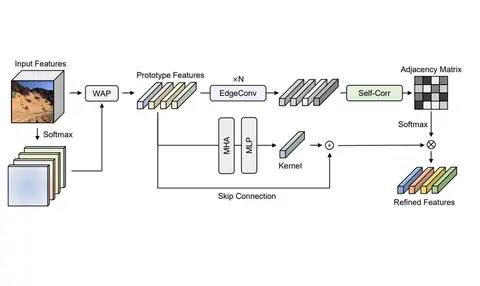 Input Features
WAP
Prototype Features
×N
EdgeConv
Self-Corr
Adjacency Matrix
Softmax
Softmax
MHA
MLP
Kernel
Skip Connection
Refined Features